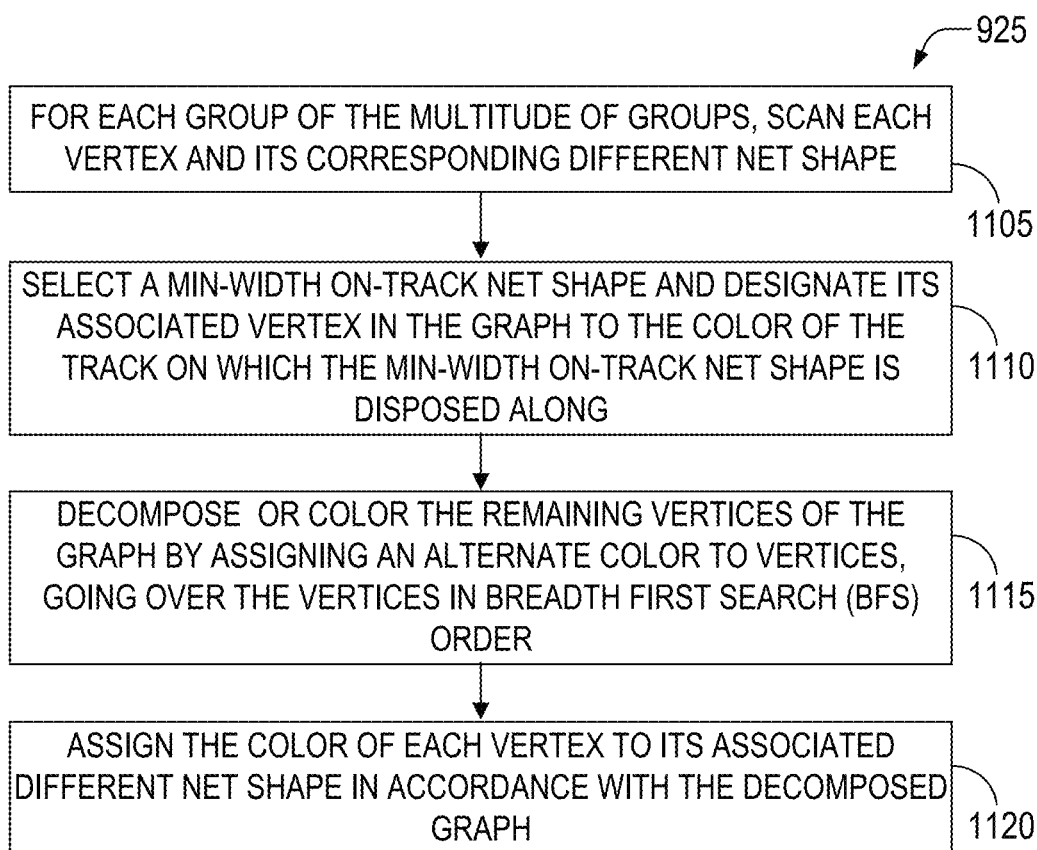 925
FOR EACH GROUP OF THE MULTITUDE OF GROUPS, SCAN EACH
VERTEX AND ITS CORRESPONDING DIFFERENT NET SHAPE
1105
SELECT A MIN-WIDTH ON-TRACK NET SHAPE AND DESIGNATE ITS
ASSOCIATED VERTEX IN THE GRAPH TO THE COLOR OF THE
TRACK ON WHICH THE MIN-WIDTH ON-TRACK NET SHAPE IS
DISPOSED ALONG
1110
DECOMPOSE OR COLOR THE REMAINING VERTICES OF THE
GRAPH BY ASSIGNING AN ALTERNATE COLOR TO VERTICES,
GOING OVER THE VERTICES IN BREADTH FIRST SEARCH (BFS)
ORDER
1115
ASSIGN THE COLOR OF EACH VERTEX TO ITS ASSOCIATED
DIFFERENT NET SHAPE IN ACCORDANCE WITH THE DECOMPOSED
GRAPH
1120